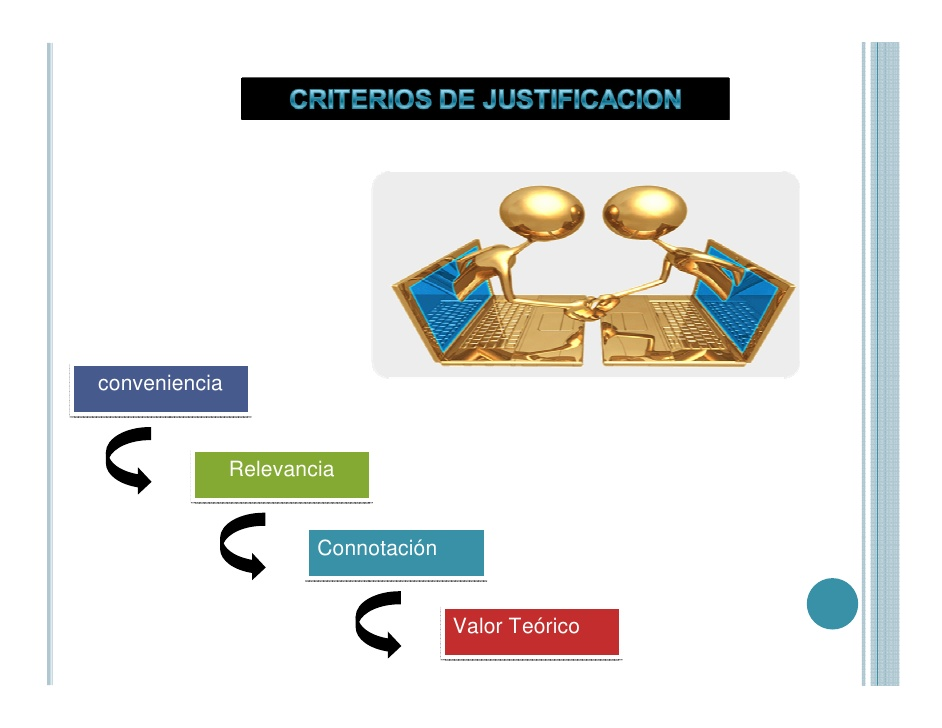 CRITERIOS DE JUSTIFICACION
conveniencia
Relevancia
Connotación
Valor Teórico